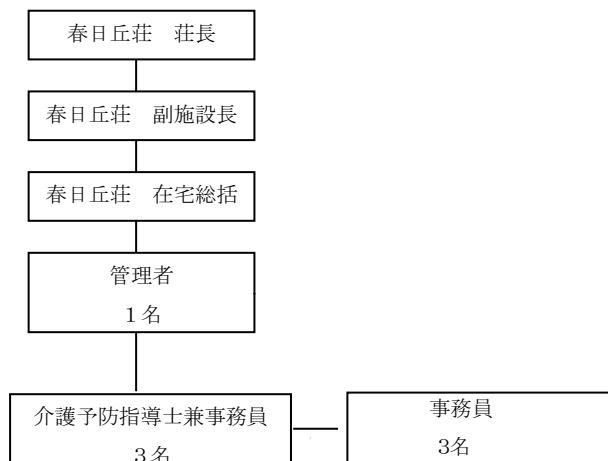 春日丘荘　荘長
春日丘荘　副施設長
春日丘荘　在宅総括
管理者
１名
介護予防指導士兼事務員
３名
事務員
3名